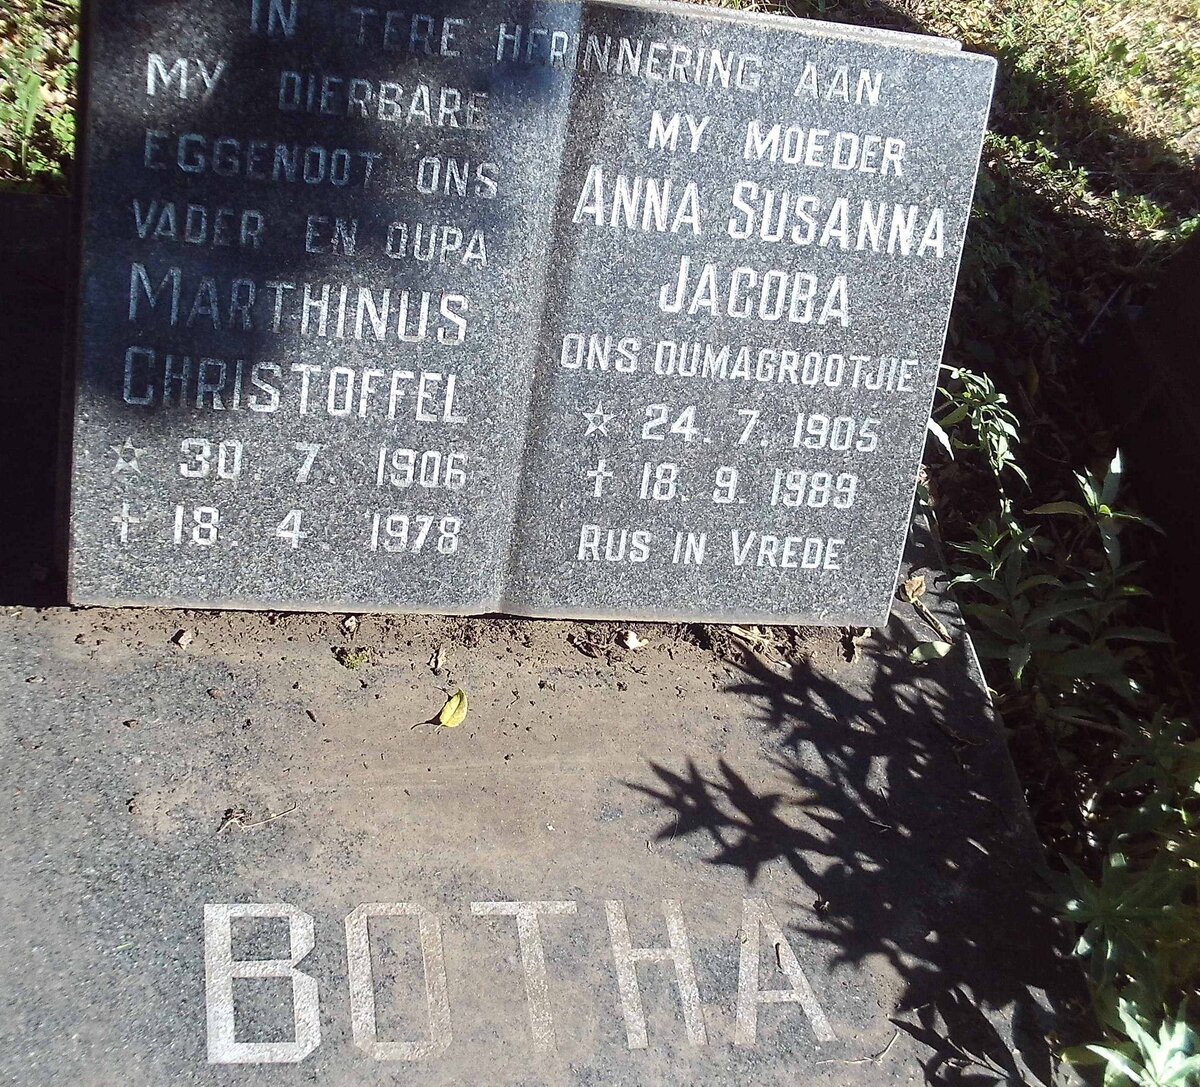 IN TERE HERINNERING AAN
MY DIERBARE
EGGENOOT ONS
VADER EN OUPA
MARTHINUS
CHRISTOFFEL
☆ 30. 7. 1906
† 18. 4. 1978
MY MOEDER
ANNA SUSANNA
JACOBA
ONS OUMAGROOTJIE
☆ 24. 7. 1905
† 18. 9. 1989
RUS IN VREDE
BOTHA